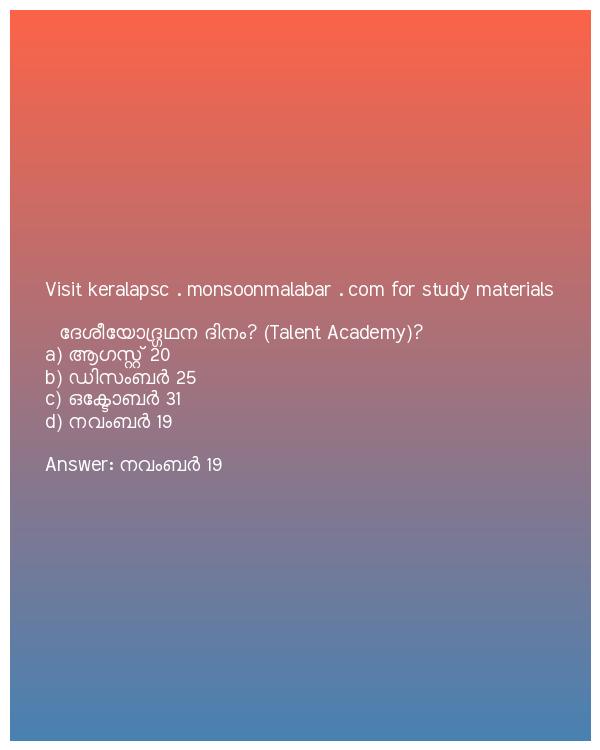 Visit keralapsc . monsoonmalabar . com for study materials
ദേശീയോദ്ഗ്രഥന ദിനം? (Talent Academy)?
a) ആഗസ്റ്റ് 20
b) ഡിസംബർ 25
c) ഒക്ടോബർ 31
d) നവംബർ 19
Answer: നവംബർ 19